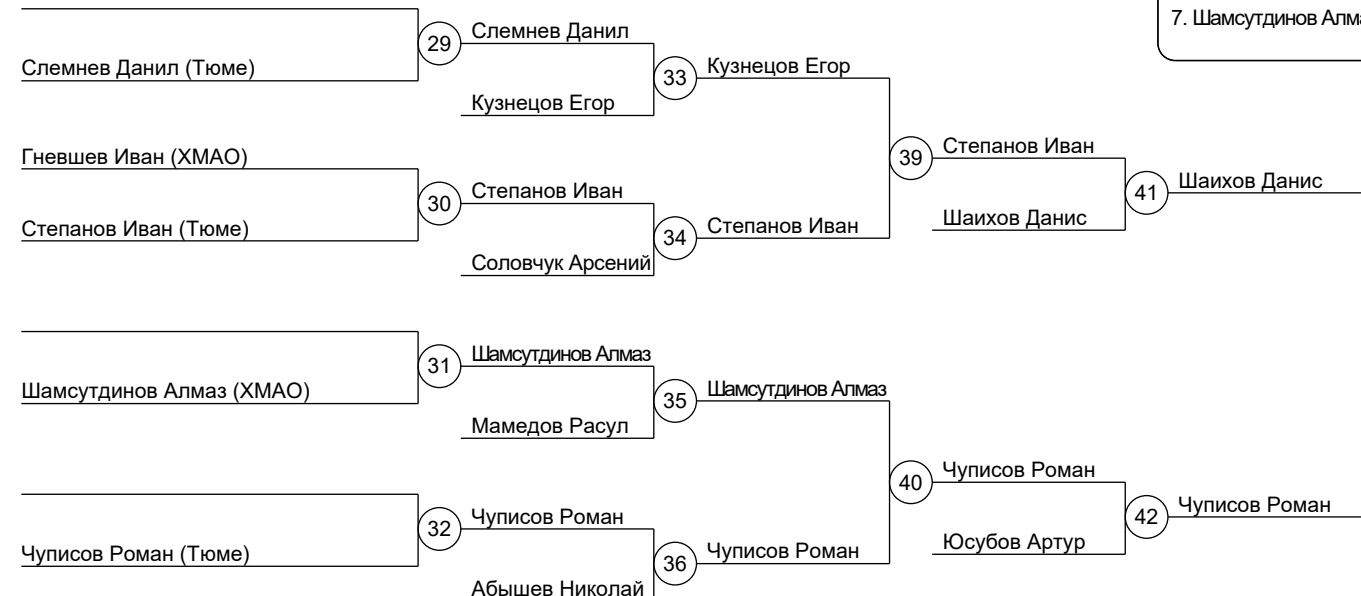 7. Шамсутдинов Алма
29
Слемнев Данил
Слемнев Данил (Тюме)
33
Кузнецов Егор
Кузнецов Егор
Гневшев Иван (ХМАО)
39
Степанов Иван
30
Степанов Иван
41
Шаихов Данис
Степанов Иван (Тюме)
34
Степанов Иван
Шаихов Данис
Соловчук Арсений
31
Шамсутдинов Алмаз
Шамсутдинов Алмаз (ХМАО)
35
Шамсутдинов Алмаз
Мамедов Расул
40
Чуписов Роман
32
Чуписов Роман
42
Чуписов Роман
Чуписов Роман (Тюме)
36
Чуписов Роман
Юсубов Артур
Абышев Николай